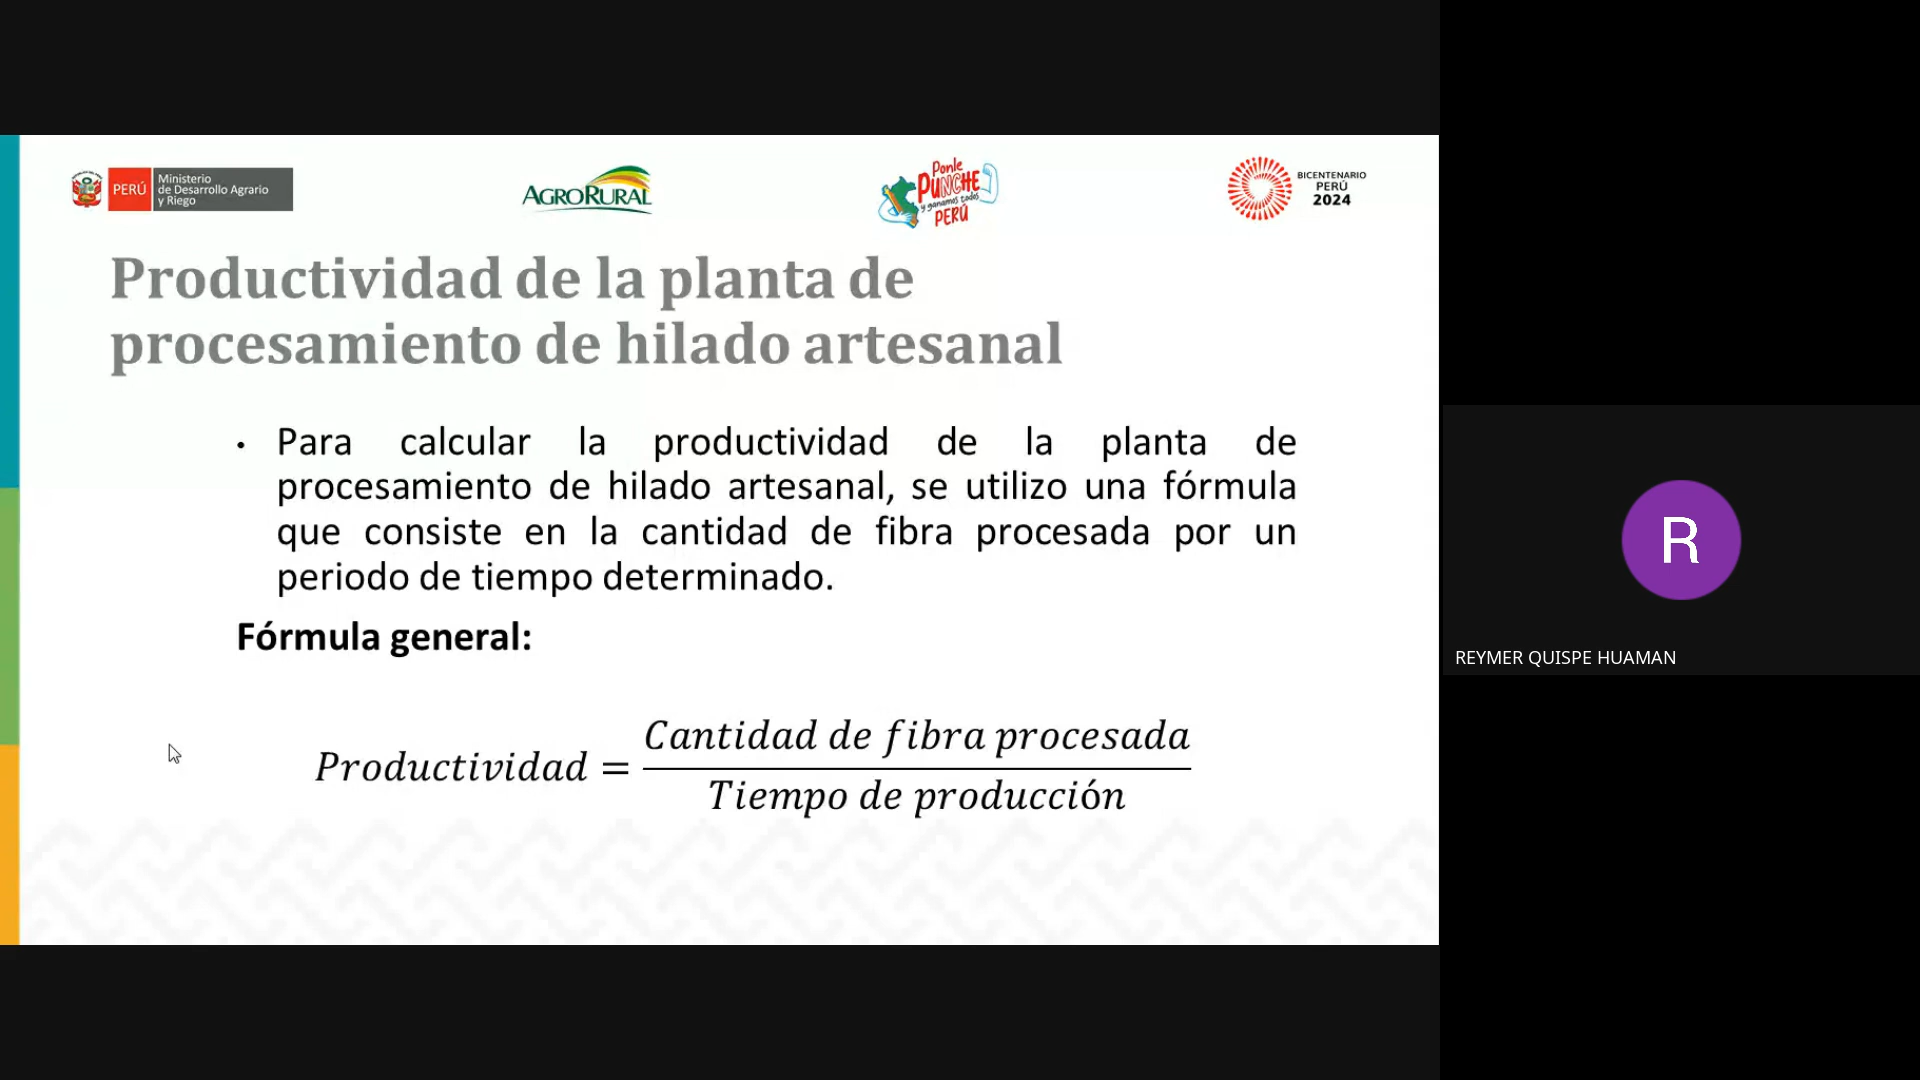 PERÚ
Ministerio
de Desarrollo Agrario
y Riego
AGRORURAL
Ponle
PUNCHE
y ganamos todos
PERÚ
BICENTENARIO
PERÚ
2024
Productividad de la planta de
procesamiento de hilado artesanal
• Para calcular la productividad de la planta de
procesamiento de hilado artesanal, se utilizo una fórmula
que consiste en la cantidad de fibra procesada por un
periodo de tiempo determinado.
Fórmula general:
Productividad = Cantidad de fibra procesada
Tiempo de producción
R
REYMER QUISPE HUAMAN